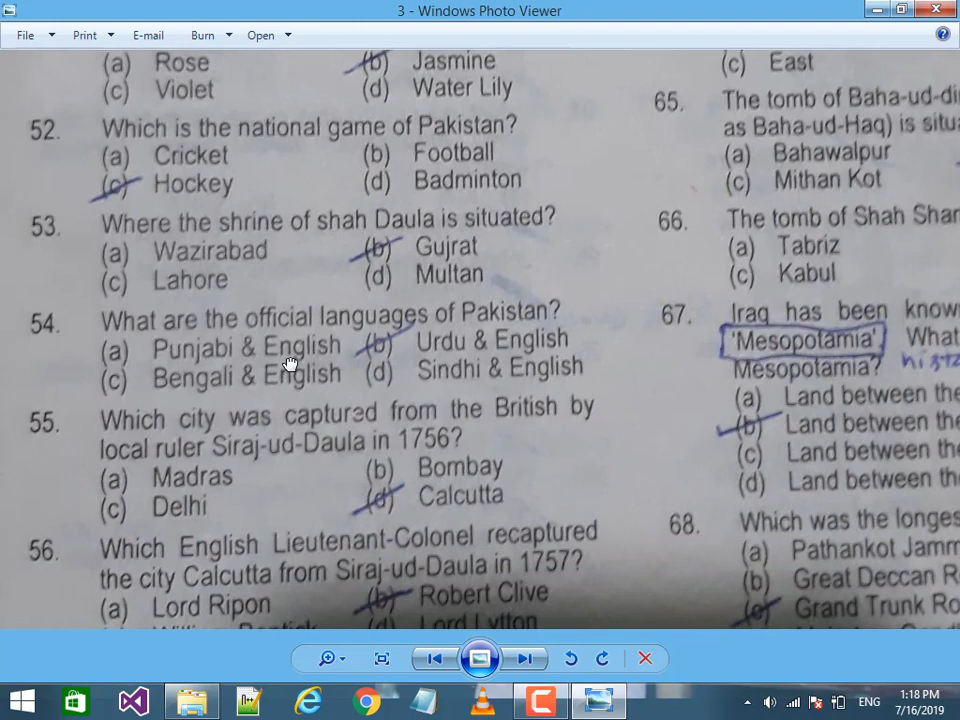 3 - Windows Photo Viewer
File Print E-mail Burn Open
(a) Rose (b) Jasmine
(c) Violet (d) Water Lily
52. Which is the national game of Pakistan?
(a) Cricket (b) Football
(c) Hockey (d) Badminton
53. Where the shrine of shah Daula is situated?
(a) Wazirabad (b) Gujrat
(c) Lahore (d) Multan
54. What are the official languages of Pakistan?
(a) Punjabi & English (b) Urdu & English
(c) Bengali & English (d) Sindhi & English
55. Which city was captured from the British by
local ruler Siraj-ud-Daula in 1756?
(a) Madras (b) Bombay
(c) Delhi (d) Calcutta
56. Which English Lieutenant-Colonel recaptured
the city Calcutta from Siraj-ud-Daula in 1757?
(a) Lord Ripon (b) Robert Clive
(d) Lord Lytton
(c) East
65. The tomb of Baha-ud-di
as Baha-ud-Haq) is situ
(a) Bahawalpur
(c) Mithan Kot
66. The tomb of Shah Shar
(a) Tabriz
(c) Kabul
67. Iraq has been know
'Mesopotamia'. What
Mesopotamia?
(a) Land between the
(b) Land between the
(c) Land between the
(d) Land between the
68. Which was the longes
(a) Pathankot Jamm
(b) Great Deccan R
(c) Grand Trunk Ro
ENG
1:18 PM
7/16/2019